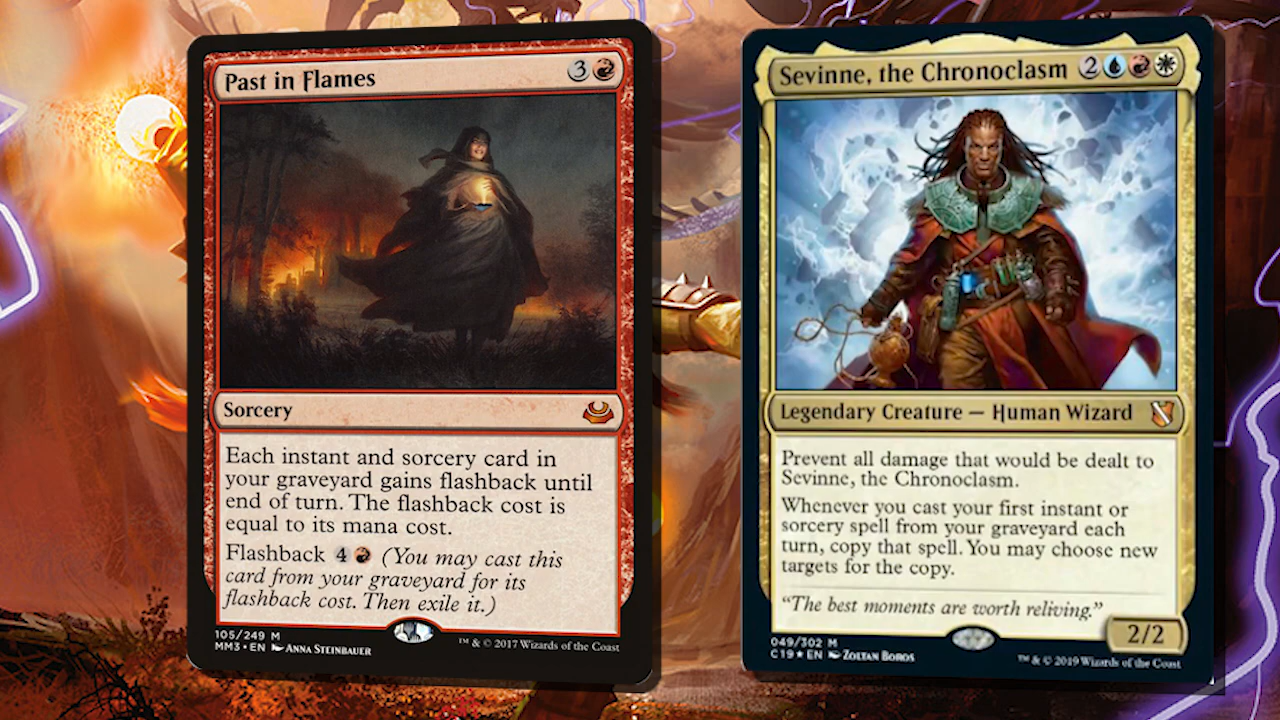 Past in Flames 3
Sorcery
Each instant and sorcery card in
your graveyard gains flashback until
end of turn. The flashback cost is
equal to its mana cost.
Flashback 4 (You may cast this
card from your graveyard for its
flashback cost. Then exile it.)
105/249 M
MM3 • EN Anna Steinbauer
™ & © 2017 Wizards of the Coast
Sevinne, the Chronoclasm 2
Legendary Creature — Human Wizard
Prevent all damage that would be dealt to
Sevinne, the Chronoclasm.
Whenever you cast your first instant or
sorcery spell from your graveyard each
turn, copy that spell. You may choose new
targets for the copy.
“The best moments are worth reliving.”
2/2
049/302 M
C19 ★ EN Zoltan Boros
™ & © 2019 Wizards of the Coast